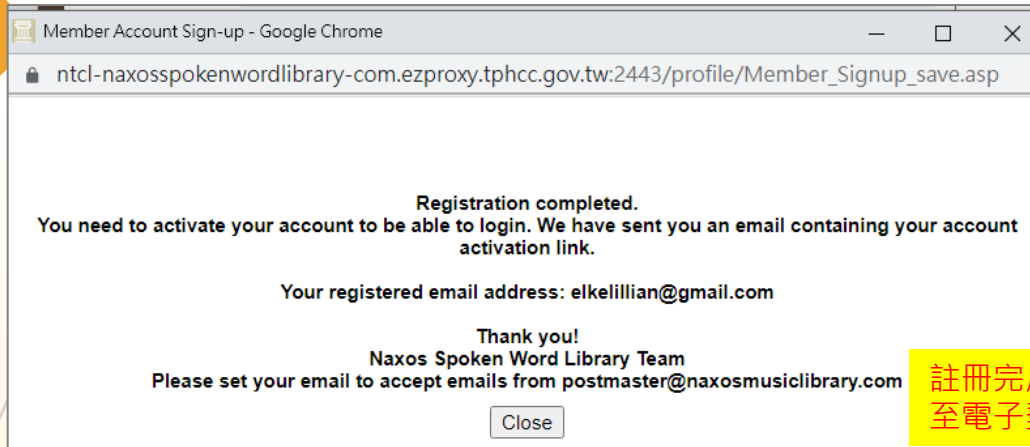 Member Account Sign-up - Google Chrome
ntcl-naxosspokenwordlibrary-com.ezproxy.tphcc.gov.tw:2443/profile/Member_Signup_save.asp
Registration completed.
You need to activate your account to be able to login. We have sent you an email containing your account
activation link.
Your registered email address: elkelillian@gmail.com
Thank you!
Naxos Spoken Word Library Team
Please set your email to accept emails from postmaster@naxosmusiclibrary.com
Close
註冊完
至電子